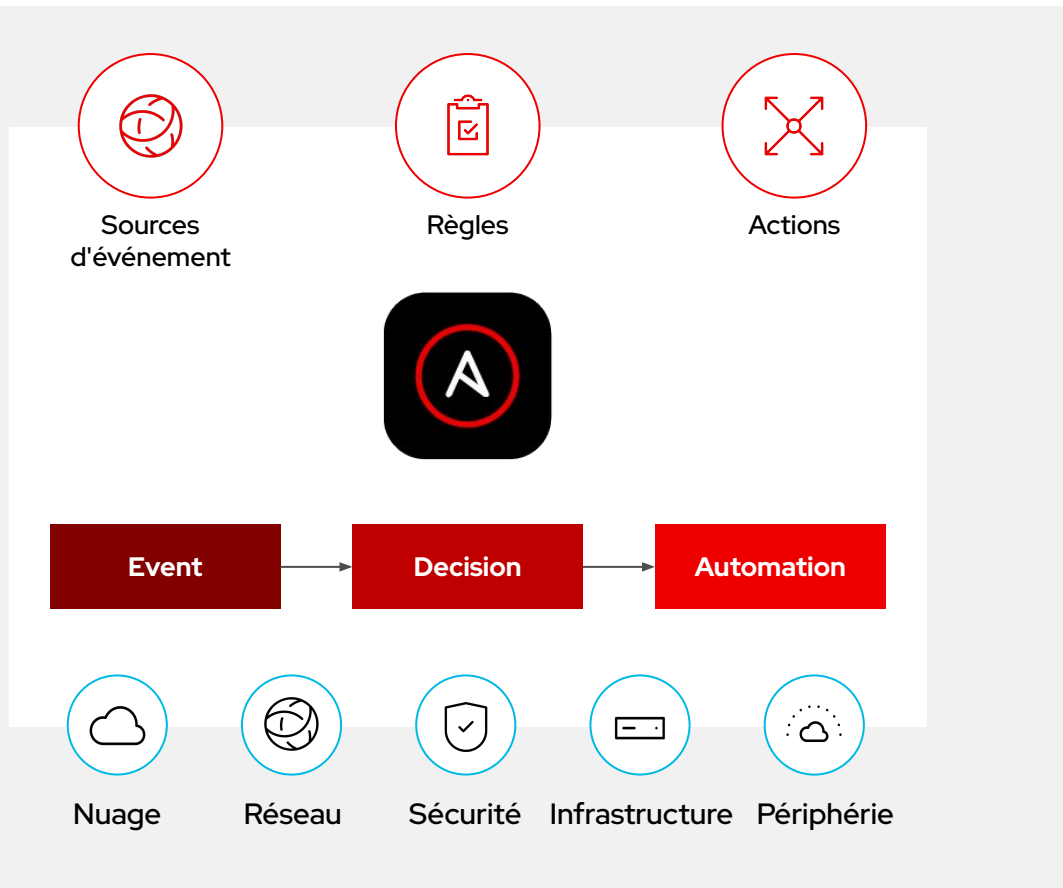 Sources
d'événement
Règles
Actions
Event
Decision
Automation
Nuage
Réseau
Sécurité
Infrastructure
Périphérie